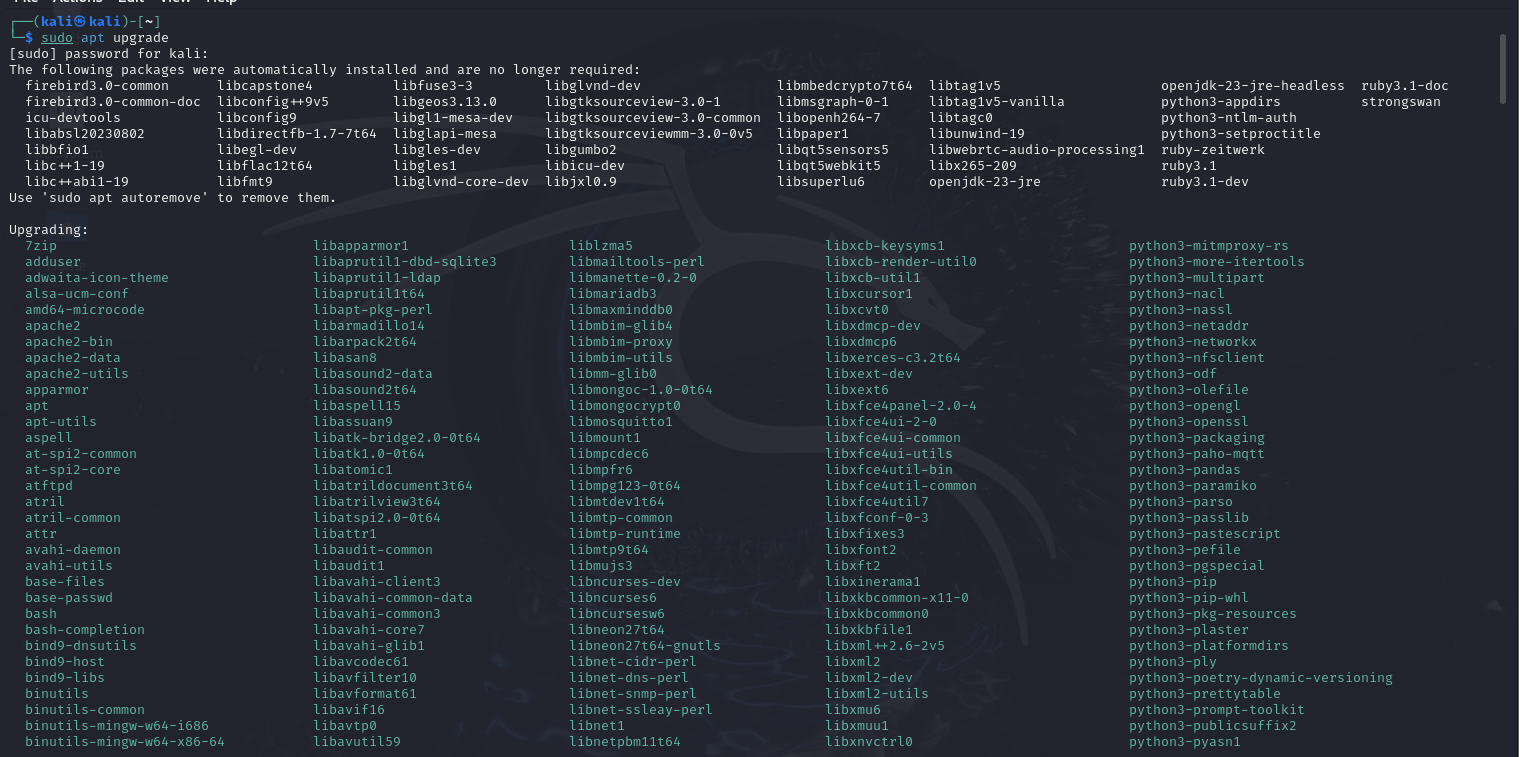 File Actions Edit View Help
┌──(kali㉿kali)-[~]
└─$ sudo apt upgrade
[sudo] password for kali:
The following packages were automatically installed and are no longer required:
firebird3.0-common libcapstone4 libfuse3-3 libglvnd-dev libmbedcrypto7t64 libtag1v5 openjdk-23-jre-headless ruby3.1-doc
firebird3.0-common-doc libconfig++9v5 libgeos3.13.0 libgtksourceview-3.0-1 libmsgraph-0-1 libtag1v5-vanilla python3-appdirs strongswan
icu-devtools libconfig9 libgl1-mesa-dev libgtksourceview-3.0-common libopenh264-7 libtagc0 python3-ntlm-auth
libabsl20230802 libdirectfb-1.7-7t64 libglapi-mesa libgtksourceviewmm-3.0-0v5 libpaper1 libunwind-19 python3-setproctitle
libbfio1 libegl-dev libgles-dev libgumbo2 libqt5sensors5 libwebrtc-audio-processing1 ruby-zeitwerk
libc++1-19 libflac12t64 libgles1 libicu-dev libqt5webkit5 libx265-209 ruby3.1
libc++abi1-19 libfmt9 libglvnd-core-dev libjxl0.9 libsuperlu6 openjdk-23-jre ruby3.1-dev
Use 'sudo apt autoremove' to remove them.
Upgrading:
7zip libapparmor1 liblzma5 libxcb-keysyms1 python3-mitmproxy-rs
adduser libaprutil1-dbd-sqlite3 libmailtools-perl libxcb-render-util0 python3-more-itertools
adwaita-icon-theme libaprutil1-ldap libmanette-0.2-0 libxcb-util1 python3-multipart
alsa-ucm-conf libaprutil1t64 libmariadb3 libxcursor1 python3-nacl
amd64-microcode libapt-pkg-perl libmaxminddb0 libxcvt0 python3-nassl
apache2 libarmadillo14 libmbim-glib4 libxdmcp-dev python3-netaddr
apache2-bin libarpack2t64 libmbim-proxy libxdmcp6 python3-networkx
apache2-data libasan8 libmbim-utils libxerces-c3.2t64 python3-nfsclient
apache2-utils libasound2-data libmm-glib0 libxext-dev python3-odf
apparmor libasound2t64 libmongoc-1.0-0t64 libxext6 python3-olefile
apt libaspell15 libmongocrypt0 libxfce4panel-2.0-4 python3-opengl
apt-utils libassuan9 libmosquitto1 libxfce4ui-2-0 python3-openssl
aspell libatk-bridge2.0-0t64 libmount1 libxfce4ui-common python3-packaging
at-spi2-common libatk1.0-0t64 libmpcdec6 libxfce4ui-utils python3-paho-mqtt
at-spi2-core libatomic1 libmpfr6 libxfce4util-bin python3-pandas
atftpd libatrildocument3t64 libmpg123-0t64 libxfce4util-common python3-paramiko
atril libatrilview3t64 libmtdev1t64 libxfce4util7 python3-parso
atril-common libatspi2.0-0t64 libmtp-common libxfconf-0-3 python3-passlib
attr libattr1 libmtp-runtime libxfixes3 python3-pastescript
avahi-daemon libaudit-common libmtp9t64 libxfont2 python3-pefile
avahi-utils libaudit1 libmujs3 libxft2 python3-pgspecial
base-files libavahi-client3 libncurses-dev libxinerama1 python3-pip
base-passwd libavahi-common-data libncurses6 libxkbcommon-x11-0 python3-pip-whl
bash libavahi-common3 libncursesw6 libxkbcommon0 python3-pkg-resources
bash-completion libavahi-core7 libneon27t64 libxkbfile1 python3-plaster
bind9-dnsutils libavahi-glib1 libneon27t64-gnutls libxml++2.6-2v5 python3-platformdirs
bind9-host libavcodec61 libnet-cidr-perl libxml2 python3-ply
bind9-libs libavfilter10 libnet-dns-perl libxml2-dev python3-poetry-dynamic-versioning
binutils libavformat61 libnet-snmp-perl libxml2-utils python3-prettytable
binutils-common libavif16 libnet-ssleay-perl libxmu6 python3-prompt-toolkit
binutils-mingw-w64-i686 libavtp0 libnet1 libxmuu1 python3-publicsuffix2
binutils-mingw-w64-x86-64 libavutil59 libnetpbm11t64 libxnvctrl0 python3-pyasn1